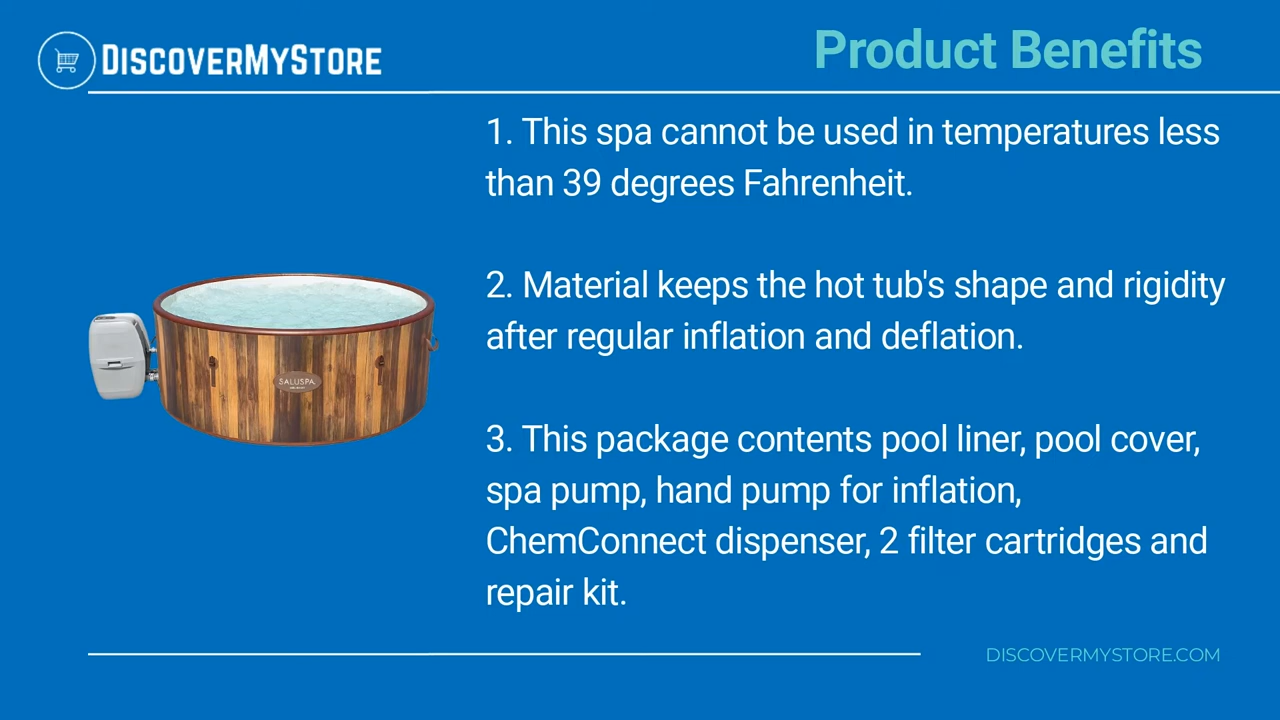 DISCOVERMYSTORE
Product Benefits
1. This spa cannot be used in temperatures less
than 39 degrees Fahrenheit.
2. Material keeps the hot tub's shape and rigidity
after regular inflation and deflation.
3. This package contents pool liner, pool cover,
spa pump, hand pump for inflation,
ChemConnect dispenser, 2 filter cartridges and
repair kit.
SALUSPA
DISCOVERMYSTORE.COM